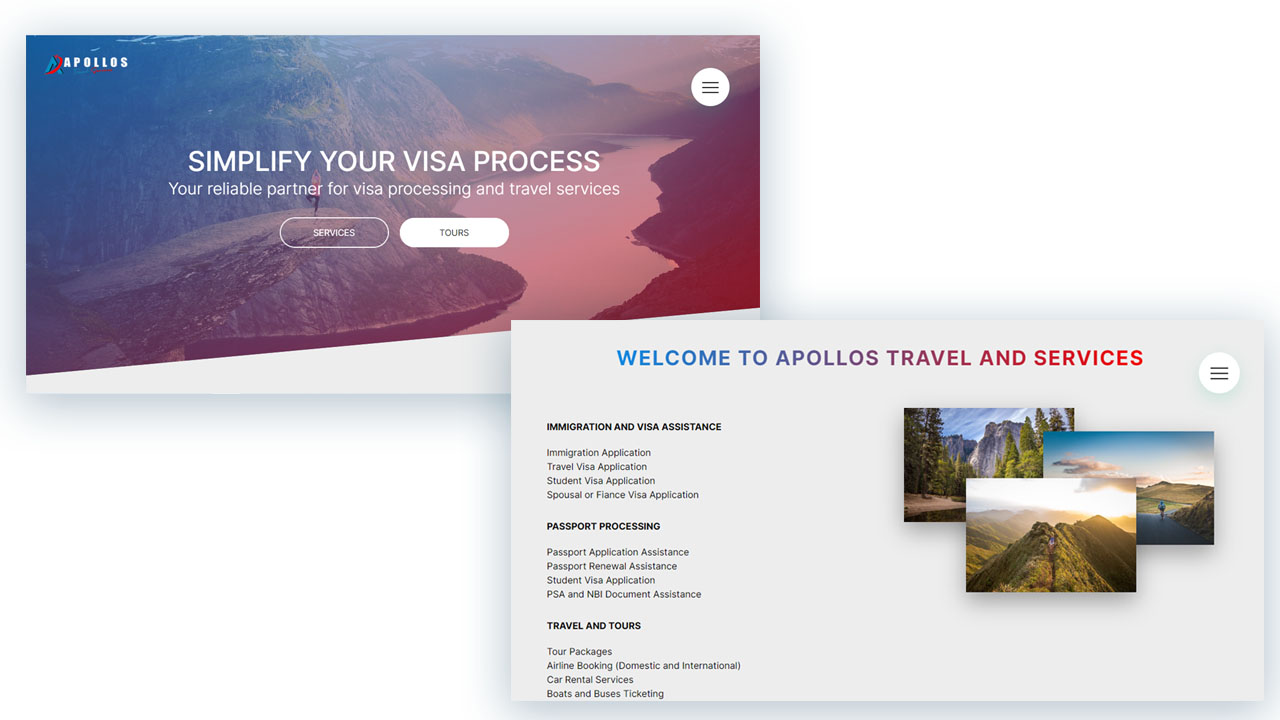 APOLLOS
SIMPLIFY YOUR VISA PROCESS
Your reliable partner for visa processing and travel services
SERVICES
TOURS
WELCOME TO APOLLOS TRAVEL AND SERVICES
IMMIGRATION AND VISA ASSISTANCE
Immigration Application
Travel Visa Application
Student Visa Application
Spousal or Fiance Visa Application
PASSPORT PROCESSING
Passport Application Assistance
Passport Renewal Assistance
Student Visa Application
PSA and NBI Document Assistance
TRAVEL AND TOURS
Tour Packages
Airline Booking (Domestic and International)
Car Rental Services
Boats and Buses Ticketing